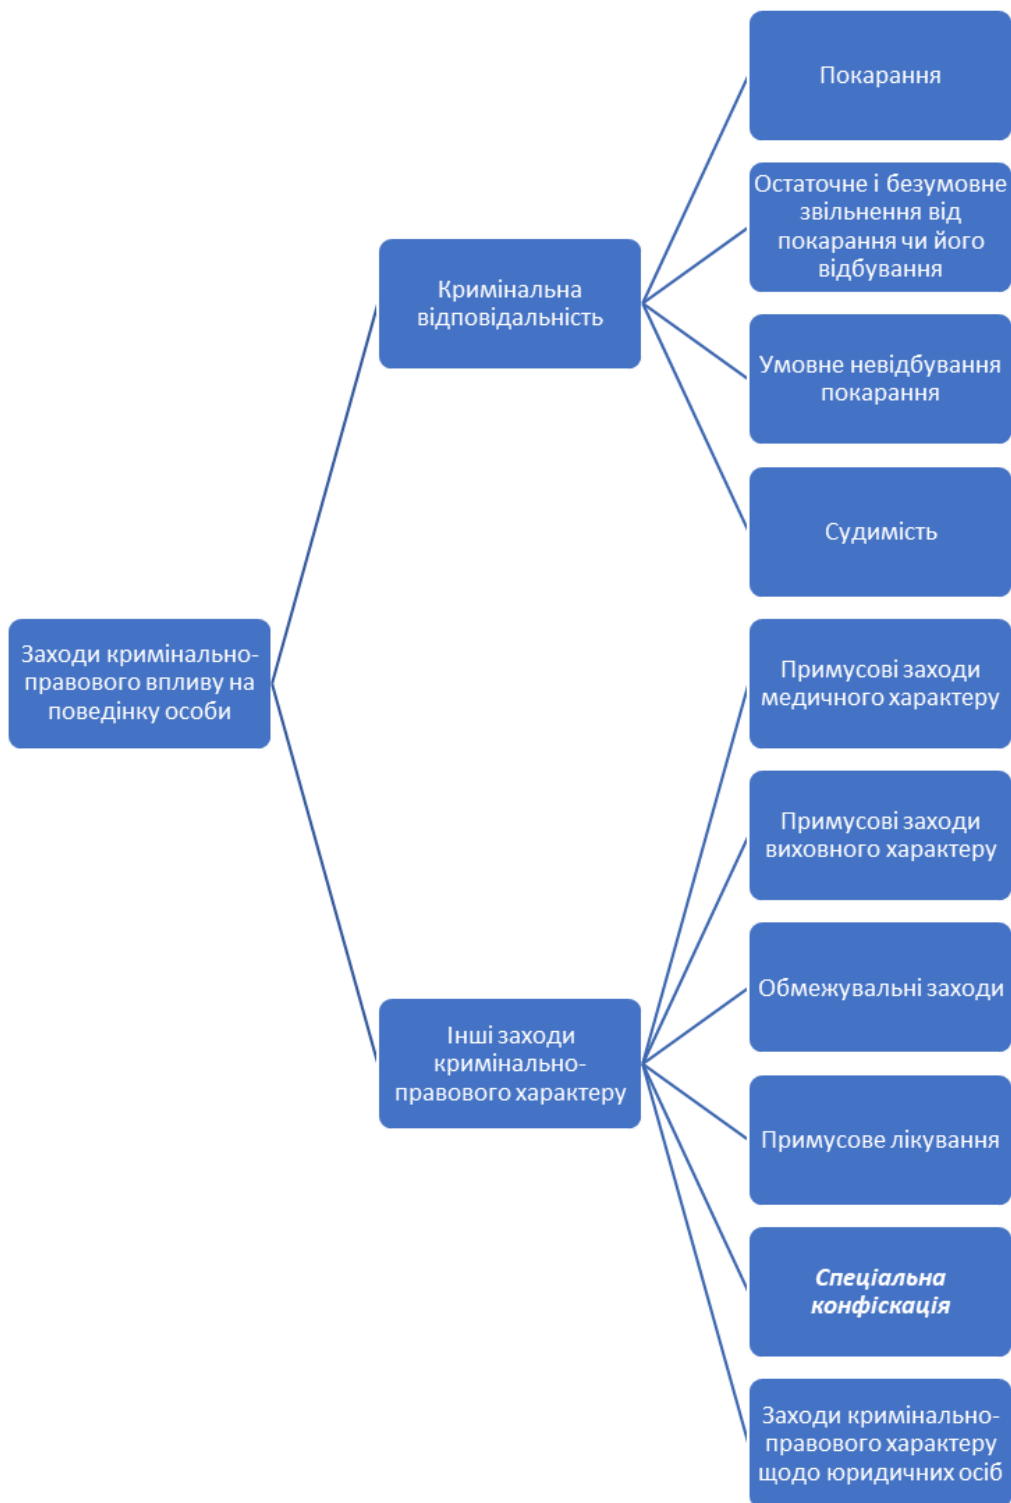 Заходи кримінально-
правового впливу на
поведінку особи
Кримінальна
відповідальність
Покарання
Остаточне і безумовне
звільнення від
покарання чи його
відбування
Умовне невідбування
покарання
Судимість
Інші заходи
кримінально-
правового характеру
Примусові заходи
медичного характеру
Примусові заходи
виховного характеру
Обмежувальні заходи
Примусове лікування
Спеціальна
конфіскація
Заходи кримінально-
правового характеру
щодо юридичних осіб